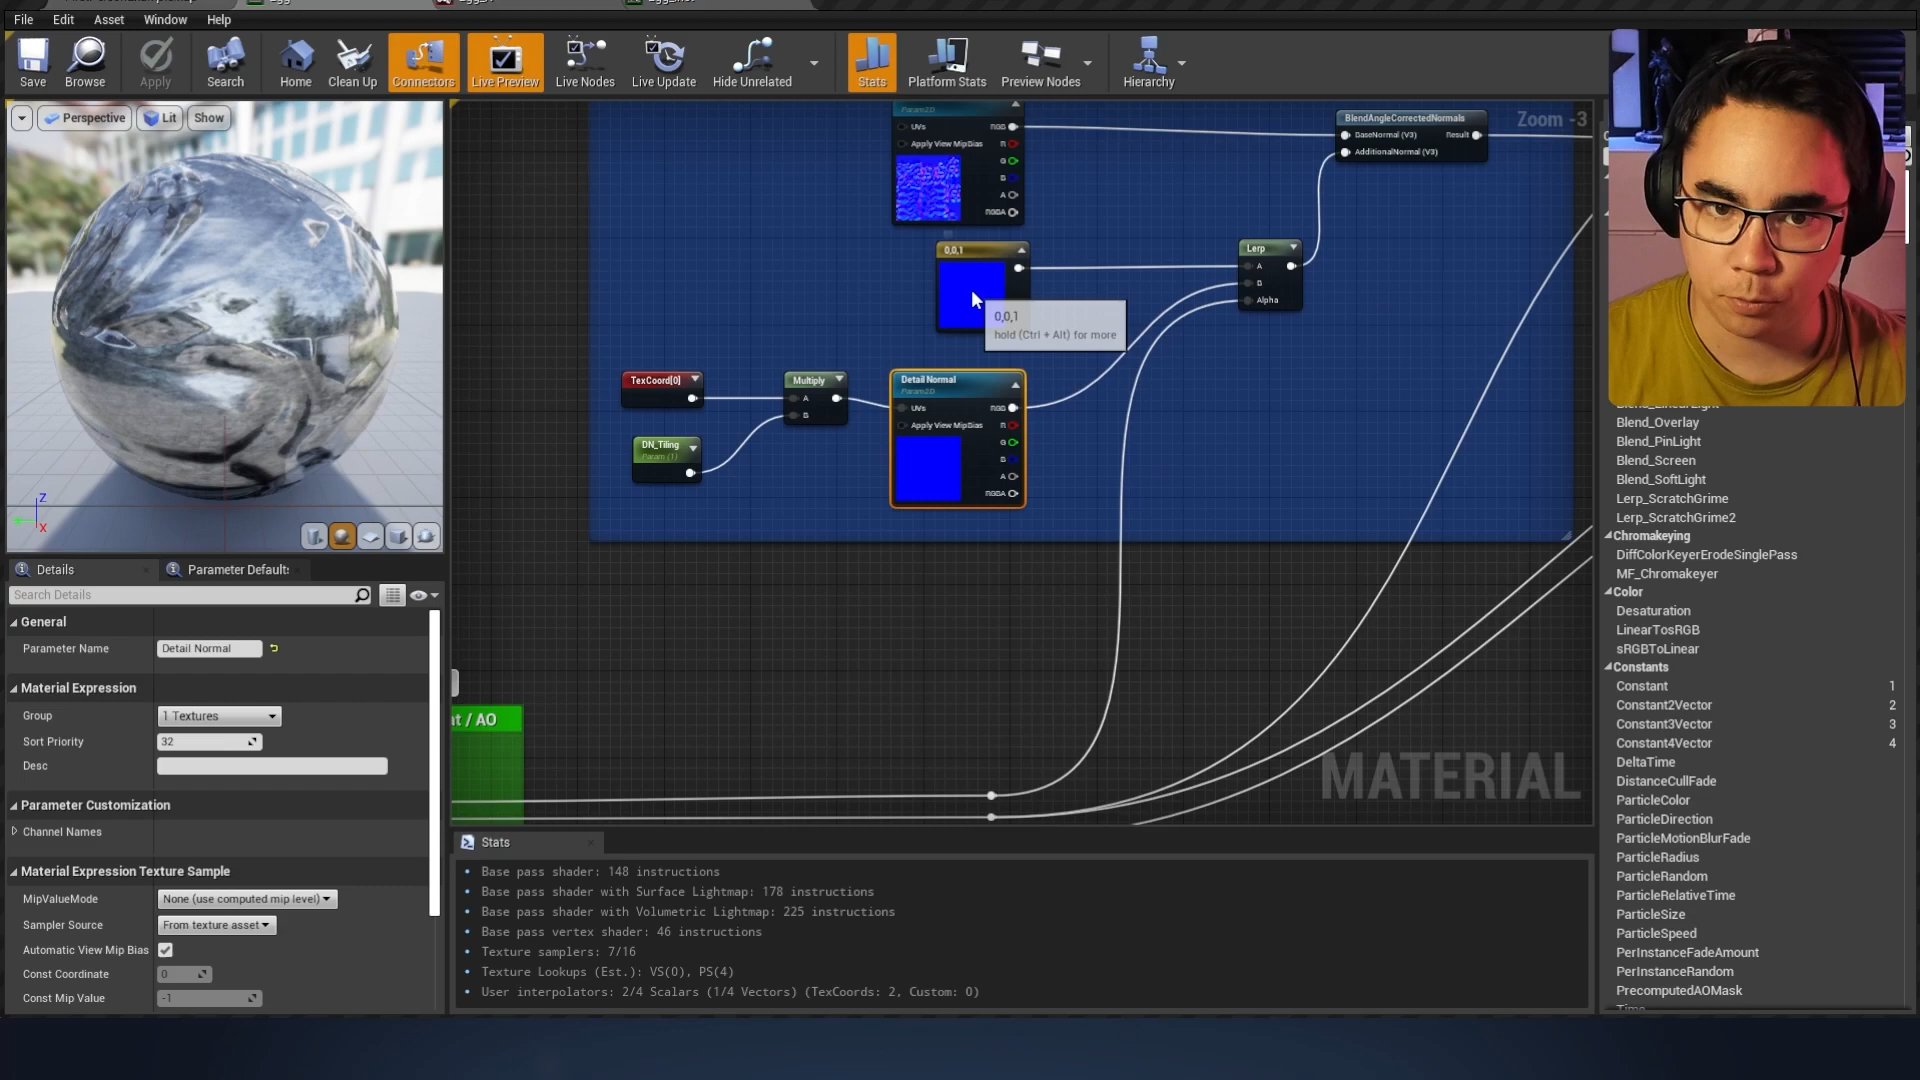 File Edit Asset Window Help
Save Browse Apply Search Home Clean Up Connectors Live Preview Live Nodes Live Update Hide Unrelated Stats Platform Stats Preview Nodes Hierarchy
Perspective Lit Show
Z
X
Details
Parameter Defaults
Search Details
General
Parameter Name Detail Normal
Material Expression
Group 1 Textures
Sort Priority 32
Desc
Parameter Customization
Channel Names
Material Expression Texture Sample
MipValueMode None (use computed mip level)
Sampler Source From texture asset
Automatic View Mip Bias
Const Coordinate 0
Const Mip Value -1
Zoom -3
Param2D
UVs RGB
Apply View MipBias R
G
B
A
RGBA
BlendAngleCorrectedNormals
BaseNormal (V3) Result
AdditionalNormal (V3)
0,0,1
0,0,1
hold (Ctrl + Alt) for more
Lerp
A
B
Alpha
TexCoord[0]
Multiply
A
B
DN_Tiling
Param (1)
Detail Normal
Param2D
UVs RGB
Apply View MipBias R
G
B
A
RGBA
t / AO
MATERIAL
Stats
Base pass shader: 148 instructions
Base pass shader with Surface Lightmap: 178 instructions
Base pass shader with Volumetric Lightmap: 225 instructions
Base pass vertex shader: 46 instructions
Texture samplers: 7/16
Texture Lookups (Est.): VS(0), PS(4)
User interpolators: 2/4 Scalars (1/4 Vectors) (TexCoords: 2, Custom: 0)
Blend_LinearLight
Blend_Overlay
Blend_PinLight
Blend_Screen
Blend_SoftLight
Lerp_ScratchGrime
Lerp_ScratchGrime2
Chromakeying
DiffColorKeyerErodeSinglePass
MF_Chromakeyer
Color
Desaturation
LinearTosRGB
sRGBToLinear
Constants
Constant 1
Constant2Vector 2
Constant3Vector 3
Constant4Vector 4
DeltaTime
DistanceCullFade
ParticleColor
ParticleDirection
ParticleMotionBlurFade
ParticleRadius
ParticleRandom
ParticleRelativeTime
ParticleSize
ParticleSpeed
PerInstanceFadeAmount
PerInstanceRandom
PrecomputedAOMask
Time